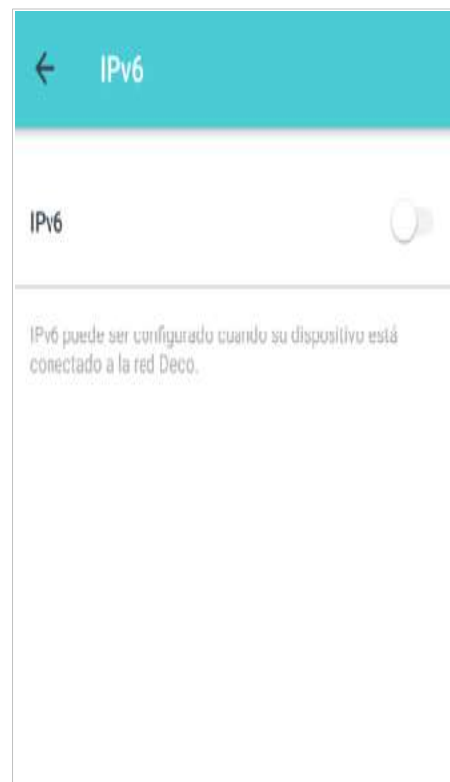 IPv6
IPv6
IPv6 puede ser configurado cuando su dispositivo está
conectado a la red Deco.